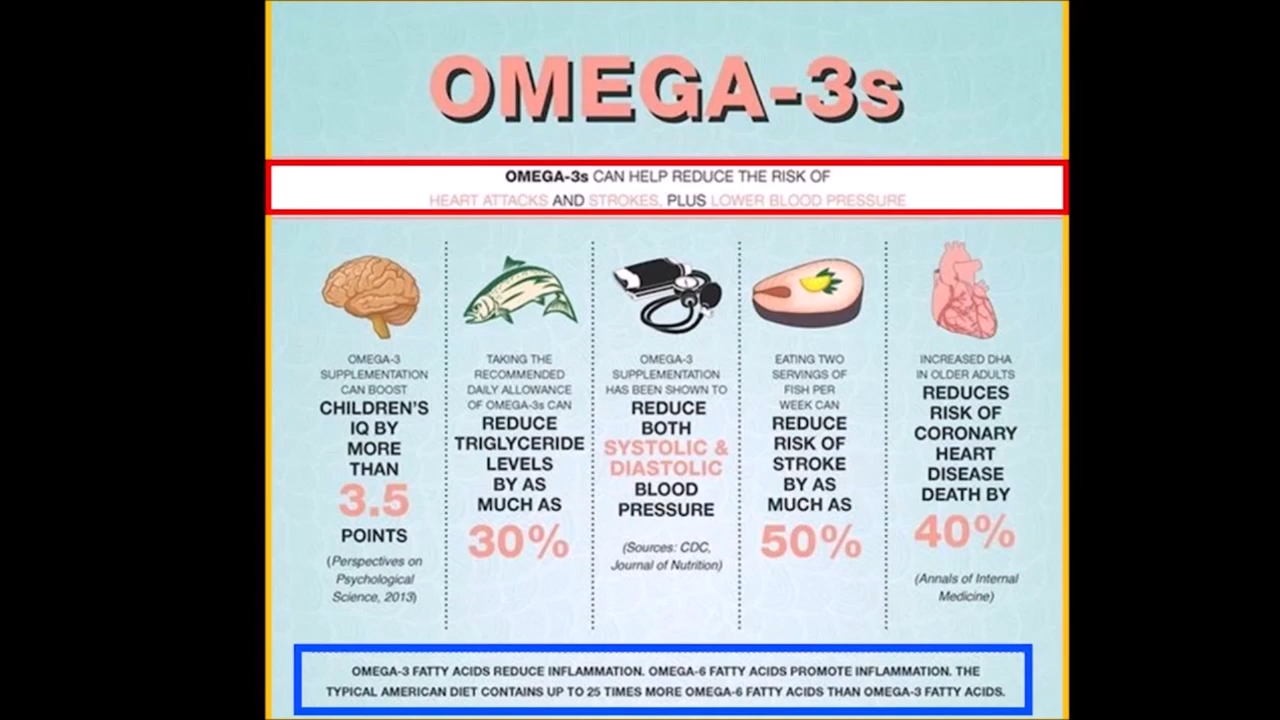 OMEGA-3s
OMEGA-3s CAN HELP REDUCE THE RISK OF
HEART ATTACKS AND STROKES, PLUS LOWER BLOOD PRESSURE
OMEGA-3
SUPPLEMENTATION
CAN BOOST
CHILDREN'S
IQ BY
MORE
THAN
3.5
POINTS
(Perspectives on
Psychological
Science, 2013)
TAKING THE
RECOMMENDED
DAILY ALLOWANCE
OF OMEGA-3s CAN
REDUCE
TRIGLYCERIDE
LEVELS
BY AS
MUCH AS
30%
OMEGA-3
SUPPLEMENTATION
HAS BEEN SHOWN TO
REDUCE
BOTH
SYSTOLIC &
DIASTOLIC
BLOOD
PRESSURE
(Sources: CDC,
Journal of Nutrition)
EATING TWO
SERVINGS OF
FISH PER
WEEK CAN
REDUCE
RISK OF
STROKE
BY AS
MUCH AS
50%
INCREASED DHA
IN OLDER ADULTS
REDUCES
RISK OF
CORONARY
HEART
DISEASE
DEATH BY
40%
(Annals of Internal
Medicine)
OMEGA-3 FATTY ACIDS REDUCE INFLAMMATION. OMEGA-6 FATTY ACIDS PROMOTE INFLAMMATION. THE
TYPICAL AMERICAN DIET CONTAINS UP TO 25 TIMES MORE OMEGA-6 FATTY ACIDS THAN OMEGA-3 FATTY ACIDS.